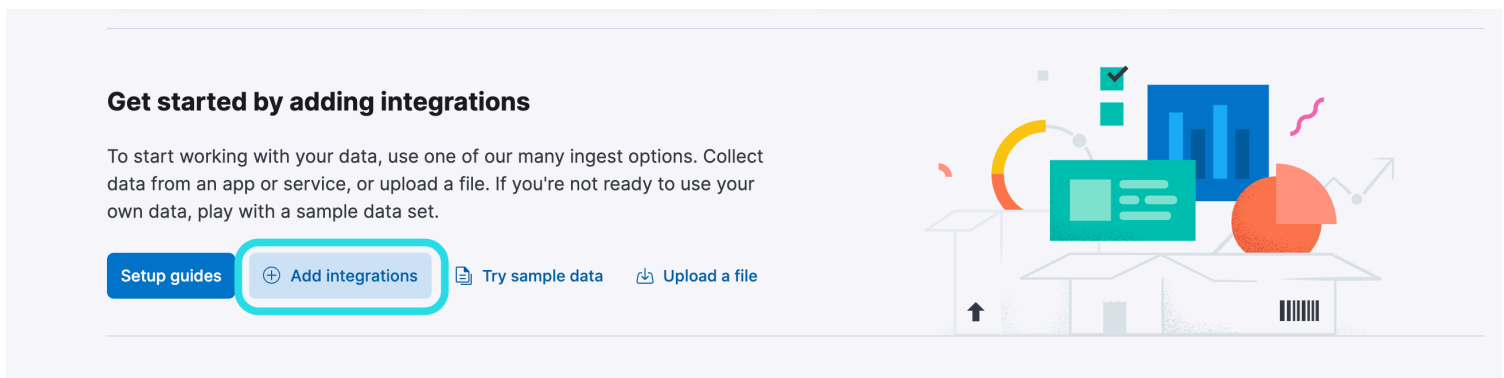 Get started by adding integrations
To start working with your data, use one of our many ingest options. Collect
data from an app or service, or upload a file. If you're not ready to use your
own data, play with a sample data set.
Setup guides Add integrations Try sample data Upload a file